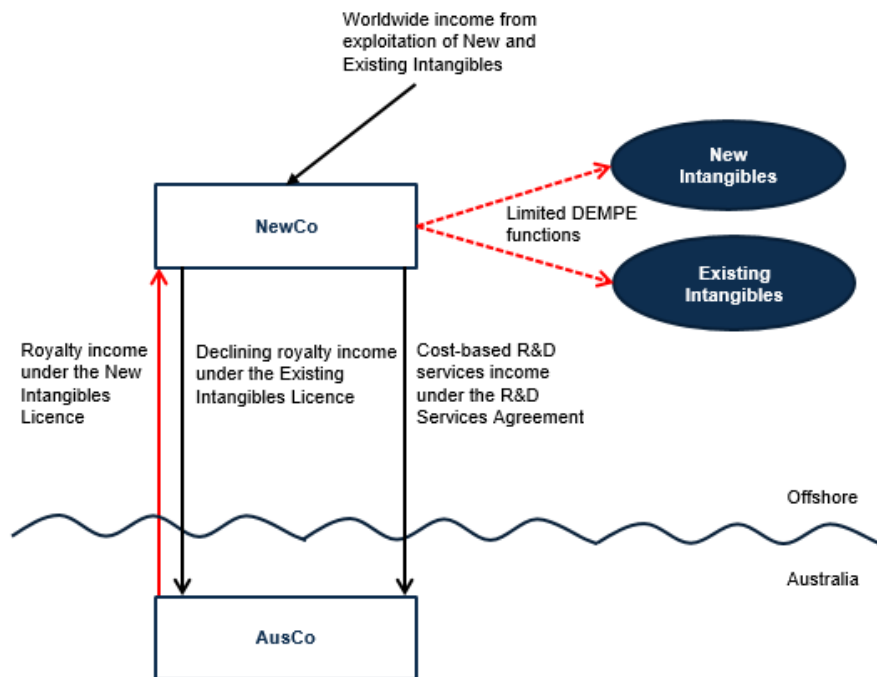 Worldwide income from
exploitation of New and
Existing Intangibles
New
Intangibles
NewCo
Limited DEMPE
functions
Existing
Intangibles
Royalty income
under the New
Intangibles
Licence
Declining royalty income
under the Existing
Intangibles Licence
Cost-based R&D
services income
under the R&D
Services Agreement
Offshore
Australia
AusCo